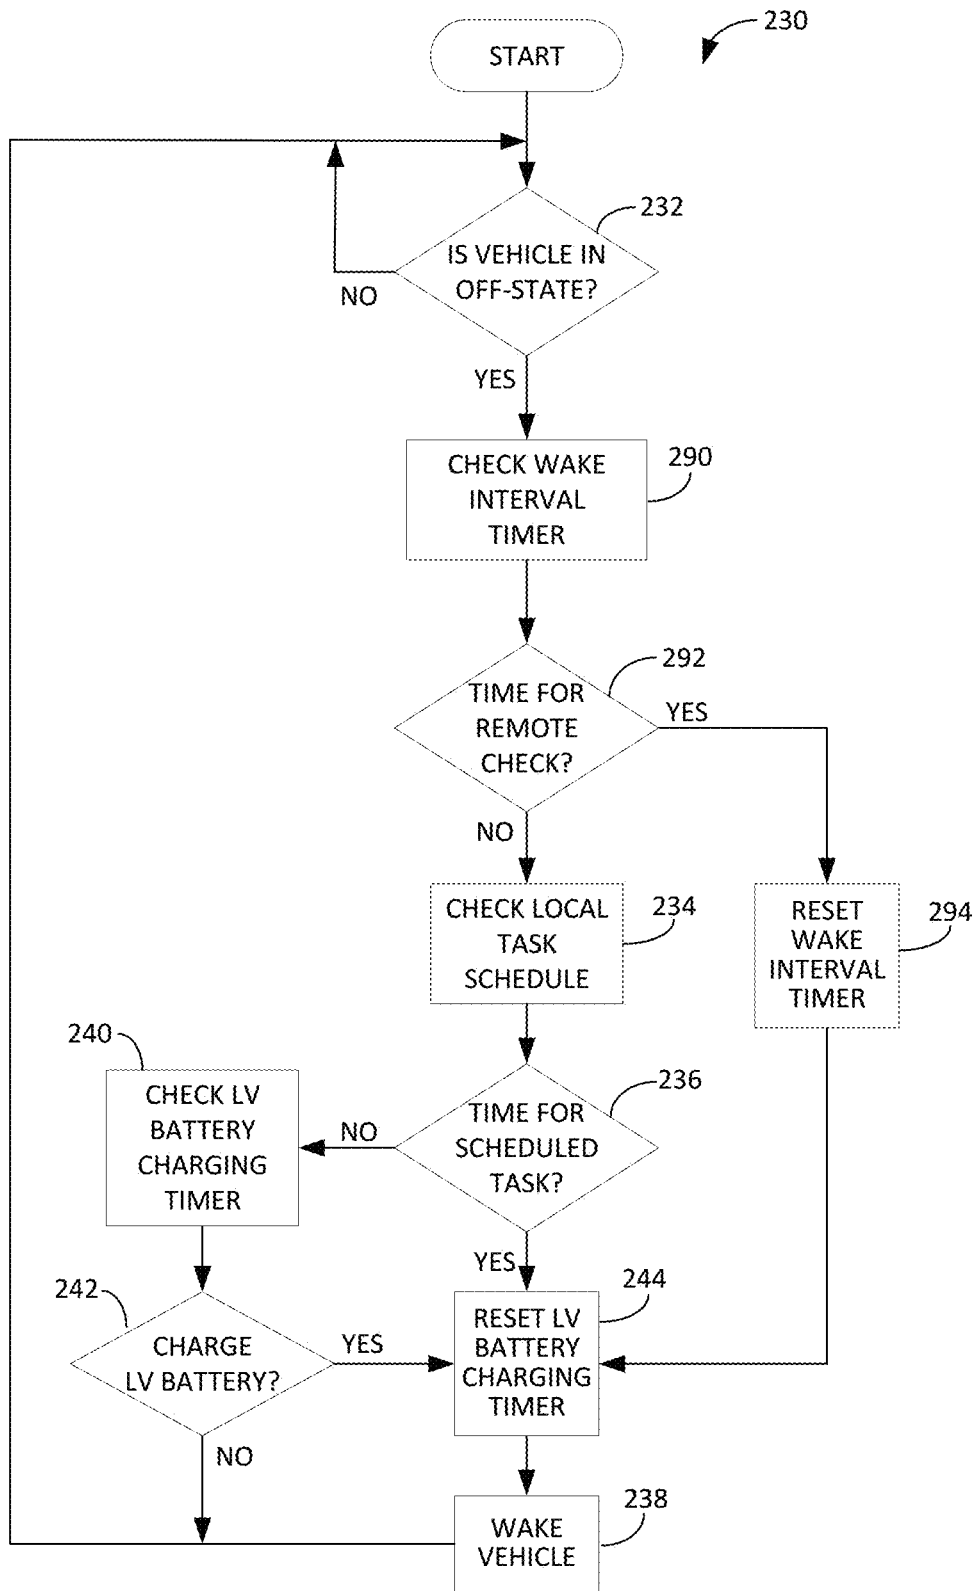 230
START
232
IS VEHICLE IN
OFF-STATE?
NO
YES
CHECK WAKE
INTERVAL
TIMER
290
292
TIME FOR
REMOTE
CHECK?
YES
NO
CHECK LOCAL
TASK
SCHEDULE
234
RESET
WAKE
INTERVAL
TIMER
294
240
CHECK LV
BATTERY
CHARGING
TIMER
236
TIME FOR
SCHEDULED
TASK?
NO
YES
242
CHARGE
LV BATTERY?
YES
NO
244
RESET LV
BATTERY
CHARGING
TIMER
238
WAKE
VEHICLE